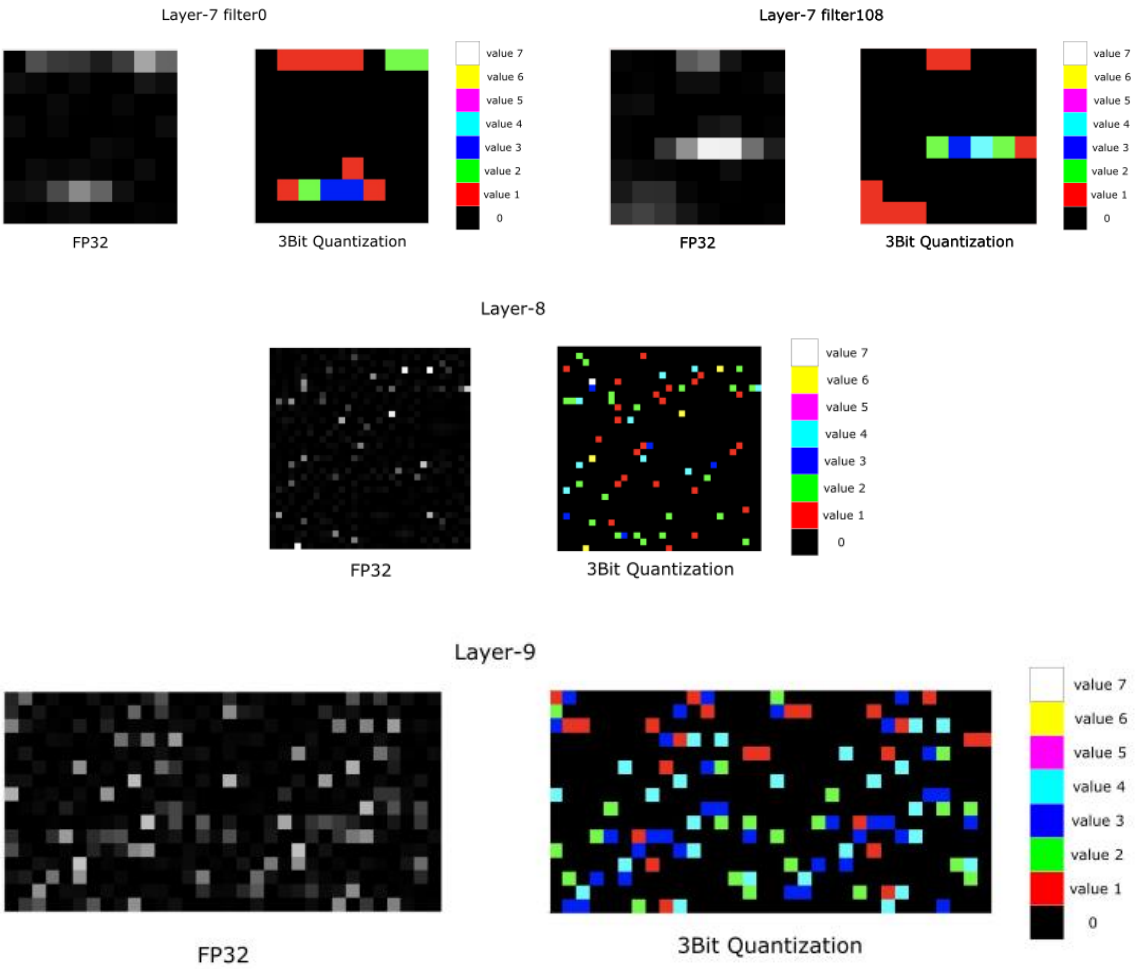 Layer-7 filter0
value 7
value 6
value 5
value 4
value 3
value 2
value 1
0
FP32
3Bit Quantization
Layer-7 filter108
value 7
value 6
value 5
value 4
value 3
value 2
value 1
0
FP32
3Bit Quantization
Layer-8
value 7
value 6
value 5
value 4
value 3
value 2
value 1
0
FP32
3Bit Quantization
Layer-9
value 7
value 6
value 5
value 4
value 3
value 2
value 1
0
FP32
3Bit Quantization